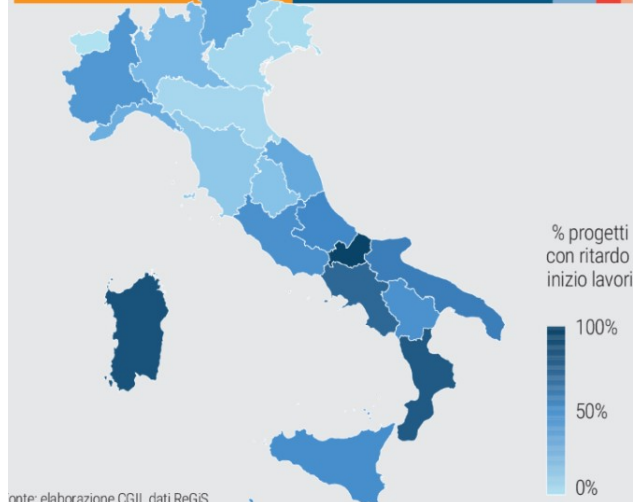 % progetti
con ritardo
inizio lavori
100%
50%
0%
onte: elaborazione CGIL dati ReGiS